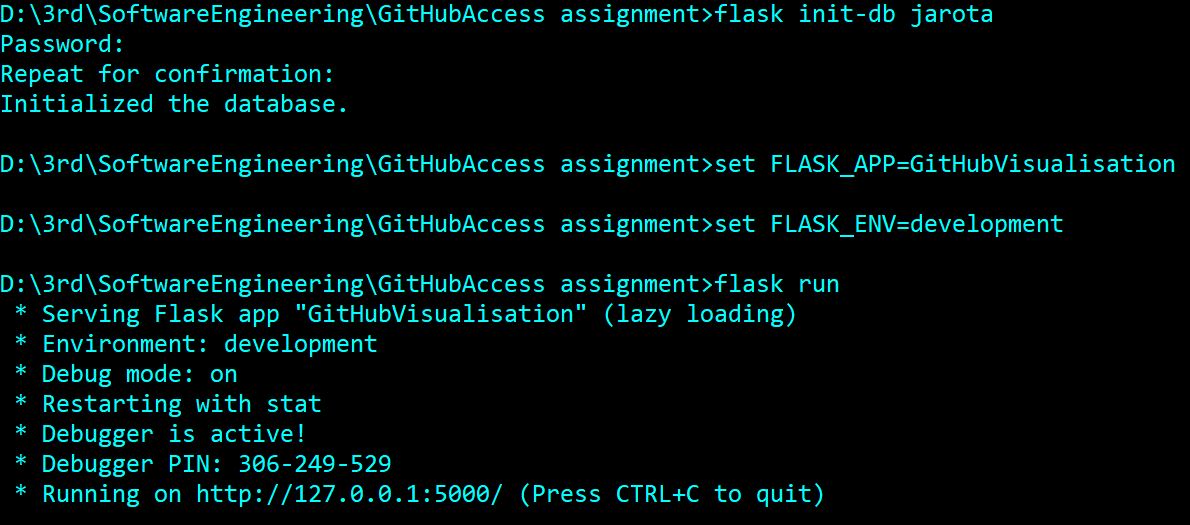 D:\3rd\SoftwareEngineering\GitHubAccess assignment>flask init-db jarota
Password:
Repeat for confirmation:
Initialized the database.
D:\3rd\SoftwareEngineering\GitHubAccess assignment>set FLASK_APP=GitHubVisualisation
D:\3rd\SoftwareEngineering\GitHubAccess assignment>set FLASK_ENV=development
D:\3rd\SoftwareEngineering\GitHubAccess assignment>flask run
* Serving Flask app "GitHubVisualisation" (lazy loading)
* Environment: development
* Debug mode: on
* Restarting with stat
* Debugger is active!
* Debugger PIN: 306-249-529
* Running on http://127.0.0.1:5000/ (Press CTRL+C to quit)